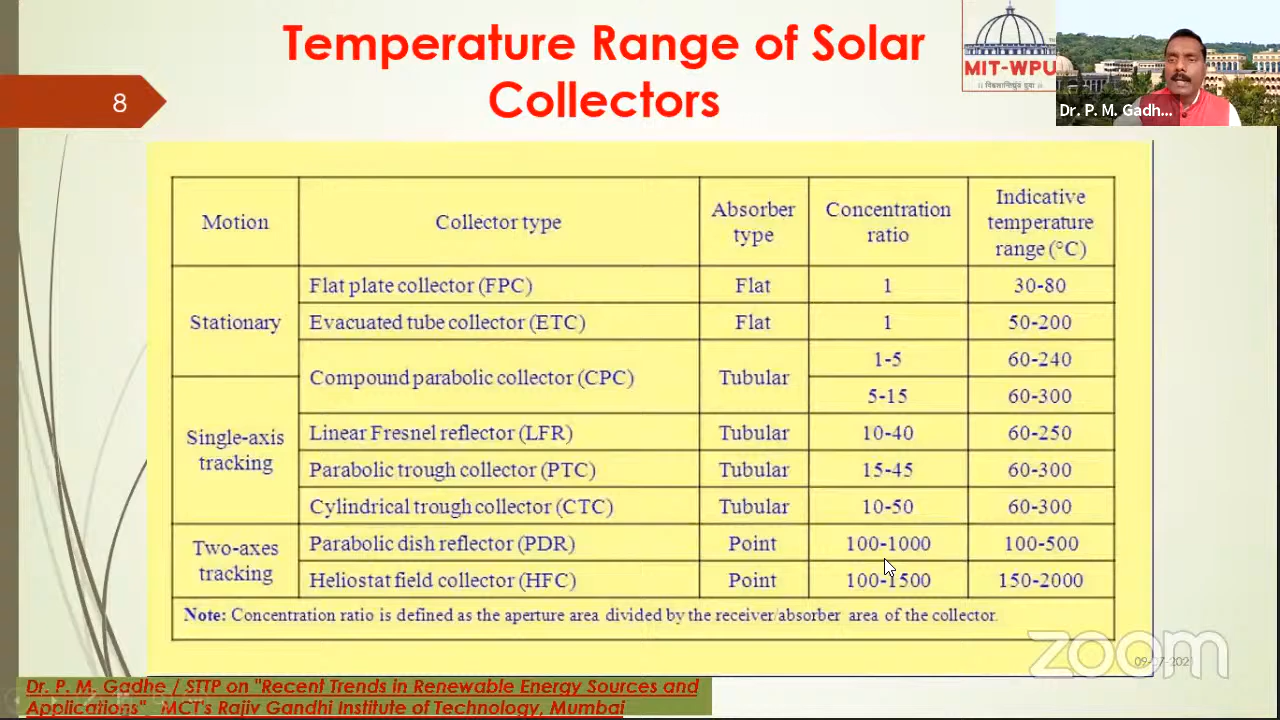 Temperature Range of Solar
Collectors
8
MIT-WPU
॥ विश्वशान्तिर्ध्रुवं ध्रुवा ॥
Dr. P. M. Gadh...
Motion Collector type Absorber type Concentration ratio Indicative temperature range (°C)
Stationary
Flat plate collector (FPC) Flat 1 30-80
Evacuated tube collector (ETC) Flat 1 50-200
Compound parabolic collector (CPC) Tubular 1-5 60-240
5-15 60-300
Single-axis tracking
Linear Fresnel reflector (LFR) Tubular 10-40 60-250
Parabolic trough collector (PTC) Tubular 15-45 60-300
Cylindrical trough collector (CTC) Tubular 10-50 60-300
Two-axes tracking
Parabolic dish reflector (PDR) Point 100-1000 100-500
Heliostat field collector (HFC) Point 100-1500 150-2000
Note: Concentration ratio is defined as the aperture area divided by the receiver/absorber area of the collector.
zoom
09-07-2021
Dr. P. M. Gadhe / STTP on "Recent Trends in Renewable Energy Sources and
Applications", MCT's Rajiv Gandhi Institute of Technology, Mumbai